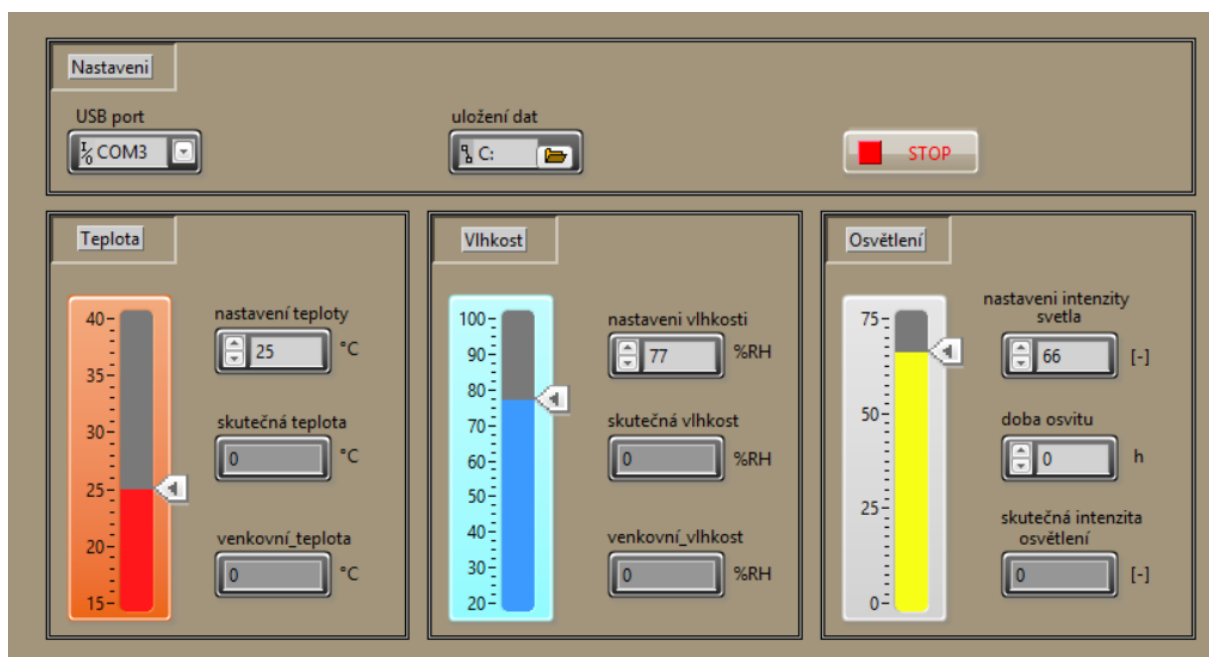 Nastaveni
USB port
COM3
uložení dat
C:
STOP
Teplota
40
35
30
25
20
15
nastavení teploty
25 °C
skutečná teplota
0 °C
venkovní_teplota
0 °C
Vlhkost
100
90
80
70
60
50
40
30
20
nastaveni vlhkosti
77 %RH
skutečná vlhkost
0 %RH
venkovní_vlhkost
0 %RH
Osvětlení
75
50
25
0
nastaveni intenzity
svetla
66 [-]
doba osvitu
0 h
skutečná intenzita
osvětlení
0 [-]